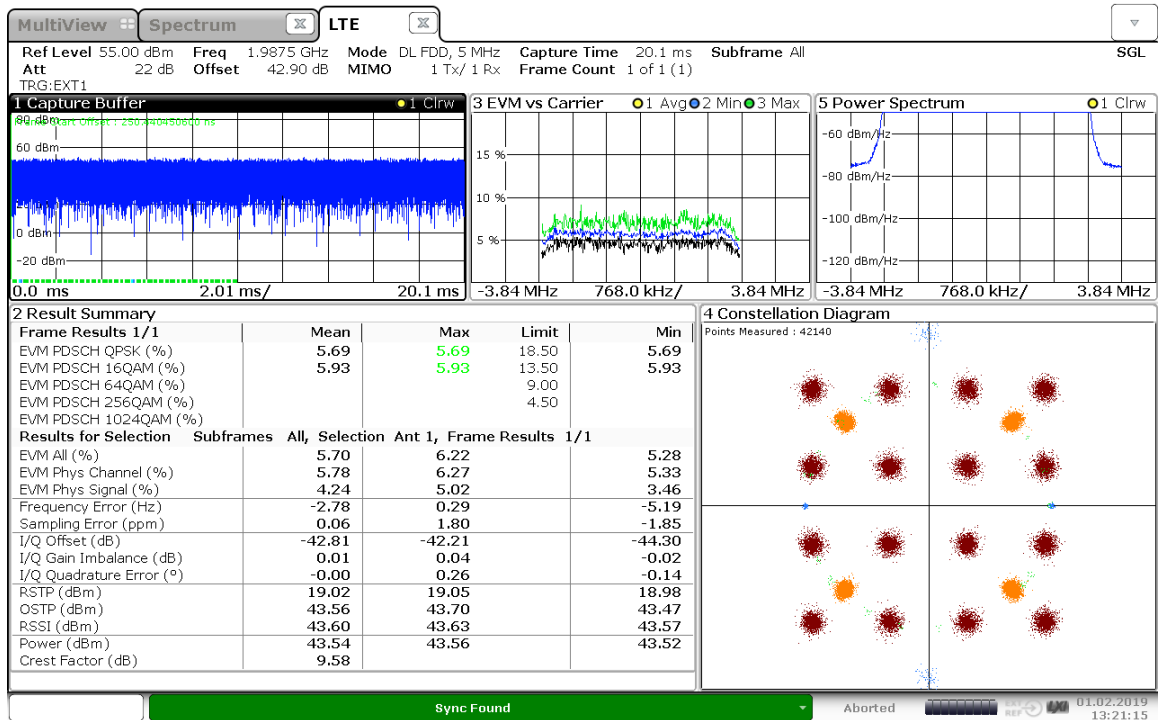 MultiView Spectrum LTE
Ref Level 55.00 dBm Freq 1.9875 GHz Mode DL FDD, 5 MHz Capture Time 20.1 ms Subframe All SGL
Att 22 dB Offset 42.90 dB MIMO 1 Tx/ 1 Rx Frame Count 1 of 1 (1)
TRG:EXT1
1 Capture Buffer 1 Clrw
80 dBm
Frame Start Offset : 250.440450600 ns
60 dBm
0 dBm
-20 dBm
0.0 ms 2.01 ms/ 20.1 ms
3 EVM vs Carrier 1 Avg 2 Min 3 Max
15 %
10 %
5 %
-3.84 MHz 768.0 kHz/ 3.84 MHz
5 Power Spectrum 1 Clrw
-60 dBm/Hz
-80 dBm/Hz
-100 dBm/Hz
-120 dBm/Hz
-3.84 MHz 768.0 kHz/ 3.84 MHz
2 Result Summary
Frame Results 1/1 Mean Max Limit Min
EVM PDSCH QPSK (%) 5.69 5.69 18.50 5.69
EVM PDSCH 16QAM (%) 5.93 5.93 13.50 5.93
EVM PDSCH 64QAM (%) 9.00
EVM PDSCH 256QAM (%) 4.50
EVM PDSCH 1024QAM (%)
Results for Selection Subframes All, Selection Ant 1, Frame Results 1/1
EVM All (%) 5.70 6.22 5.28
EVM Phys Channel (%) 5.78 6.27 5.33
EVM Phys Signal (%) 4.24 5.02 3.46
Frequency Error (Hz) -2.78 0.29 -5.19
Sampling Error (ppm) 0.06 1.80 -1.85
I/Q Offset (dB) -42.81 -42.21 -44.30
I/Q Gain Imbalance (dB) 0.01 0.04 -0.02
I/Q Quadrature Error (º) -0.00 0.26 -0.14
RSTP (dBm) 19.02 19.05 18.98
OSTP (dBm) 43.56 43.70 43.47
RSSI (dBm) 43.60 43.63 43.57
Power (dBm) 43.54 43.56 43.52
Crest Factor (dB) 9.58
4 Constellation Diagram
Points Measured : 42140
Sync Found Aborted 01.02.2019
13:21:15